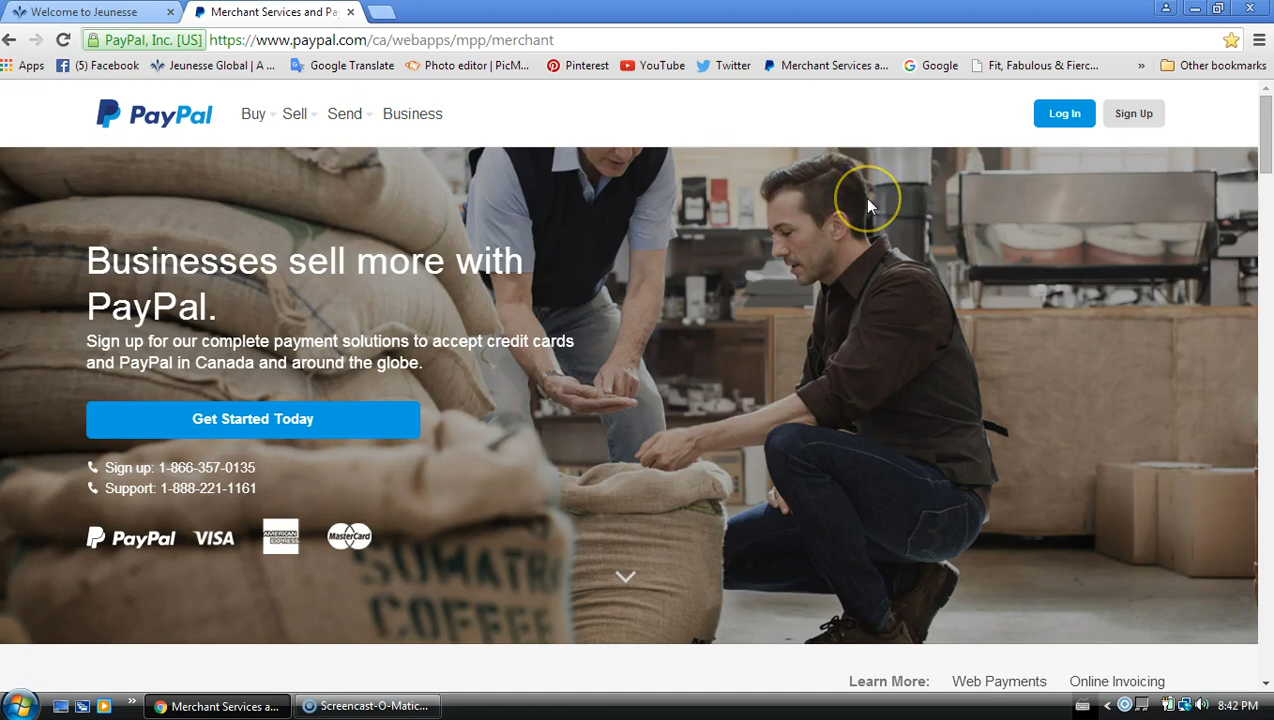 Welcome to Jeunesse
Merchant Services and Pa
PayPal, Inc. [US]
https://www.paypal.com/ca/webapps/mpp/merchant
Apps
(5) Facebook
Jeunesse Global | A ...
Google Translate
Photo editor | PicM...
Pinterest
YouTube
Twitter
Merchant Services a...
Google
Fit, Fabulous & Fierc...
»
Other bookmarks
PayPal
Buy
Sell
Send
Business
Log In
Sign Up
Businesses sell more with
PayPal.
Sign up for our complete payment solutions to accept credit cards
and PayPal in Canada and around the globe.
Get Started Today
Sign up: 1-866-357-0135
Support: 1-888-221-1161
PayPal
VISA
AMERICAN
EXPRESS
MasterCard
SUMATRA
COFFEE
Learn More:
Web Payments
Online Invoicing
»
Merchant Services a...
Screencast-O-Matic...
8:42 PM